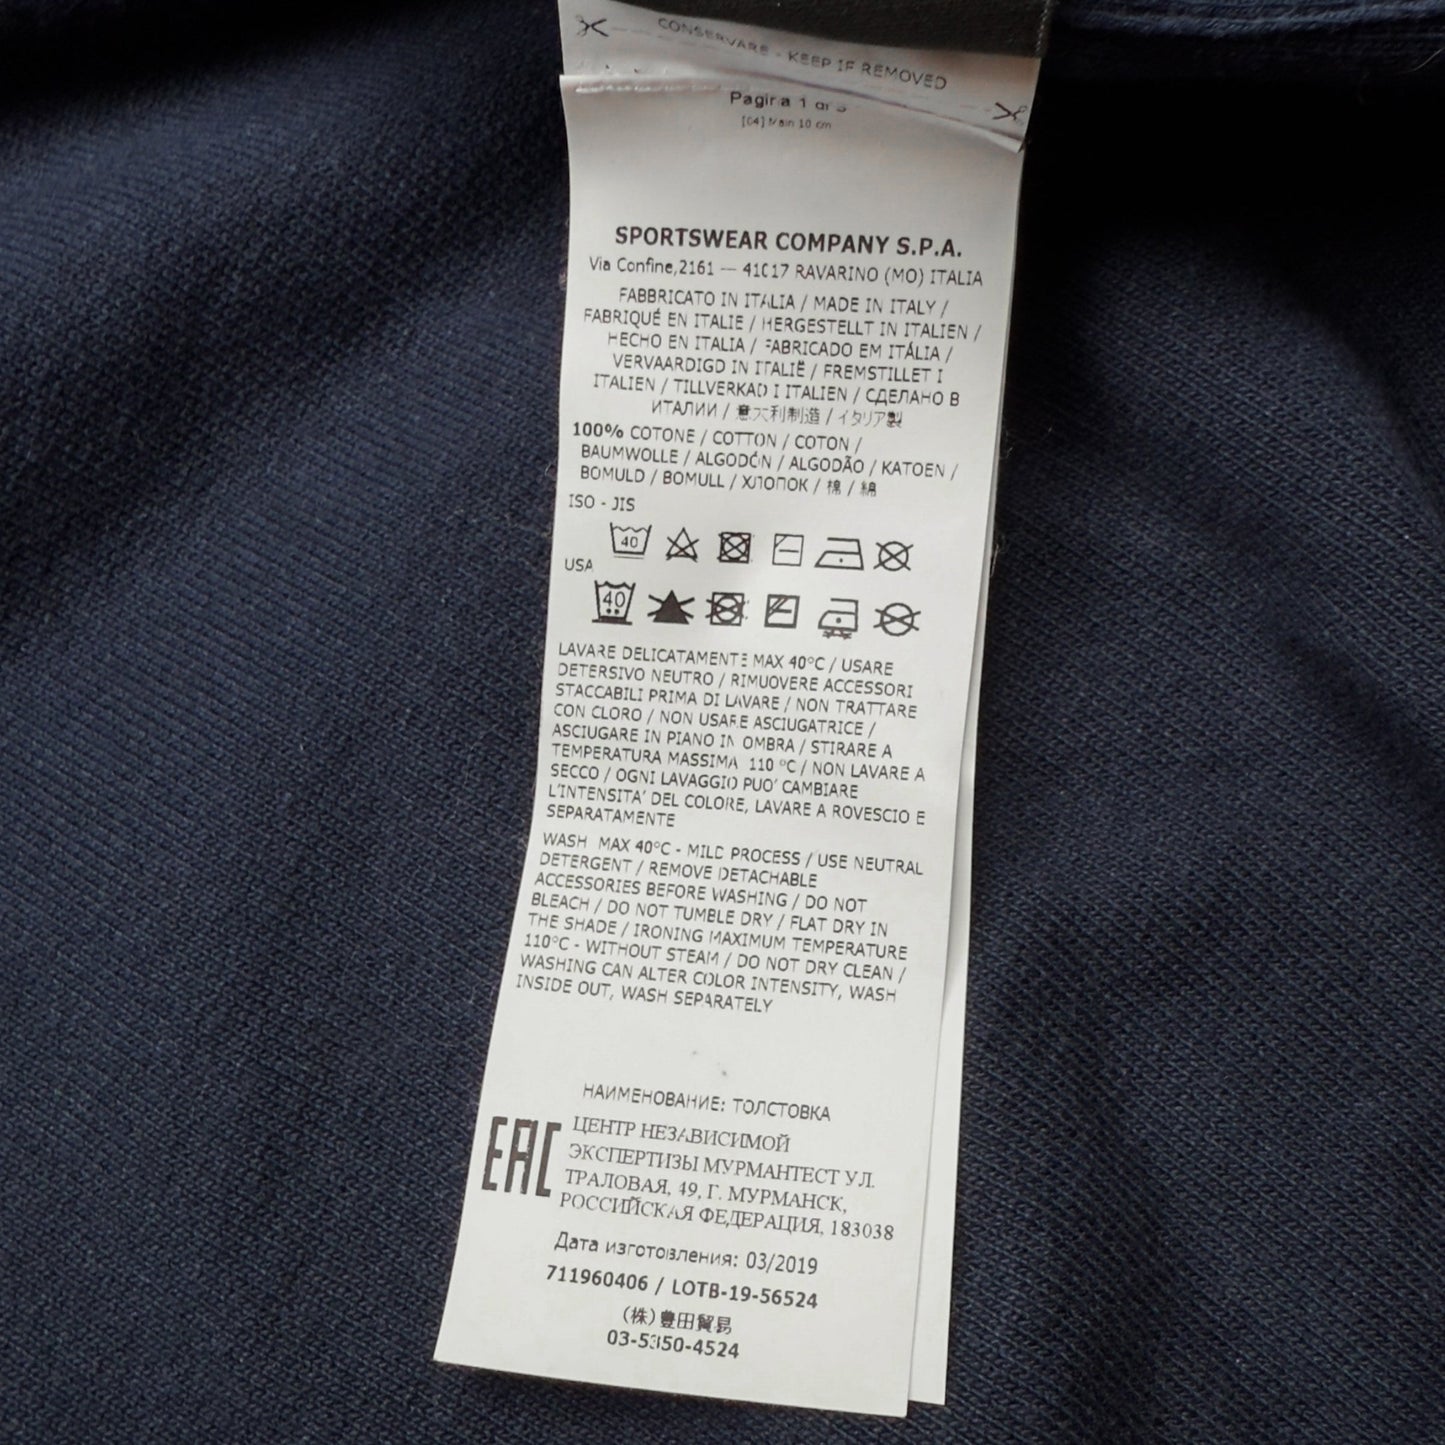 CONSERVARE - KEEP IF REMOVED
Pagina 1 di 3
[04] Main 10 cm
SPORTSWEAR COMPANY S.P.A.
Via Confine,2161 — 41017 RAVARINO (MO) ITALIA
FABBRICATO IN ITALIA / MADE IN ITALY /
FABRIQUÉ EN ITALIE / HERGESTELLT IN ITALIEN /
HECHO EN ITALIA / FABRICADO EM ITÁLIA /
VERVAARDIGD IN ITALIË / FREMSTILLET I
ITALIEN / TILLVERKAD I ITALIEN / СДЕЛАНО В
ИТАЛИИ / 意大利制造 / イタリア製
100% COTONE / COTTON / COTON /
BAUMWOLLE / ALGODÓN / ALGODÃO / KATOEN /
BOMULD / BOMULL / ХЛОПОК / 棉 / 綿
ISO - JIS
40
USA
40
LAVARE DELICATAMENTE MAX 40°C / USARE
DETERSIVO NEUTRO / RIMUOVERE ACCESSORI
STACCABILI PRIMA DI LAVARE / NON TRATTARE
CON CLORO / NON USARE ASCIUGATRICE /
ASCIUGARE IN PIANO IN OMBRA / STIRARE A
TEMPERATURA MASSIMA 110 °C / NON LAVARE A
SECCO / OGNI LAVAGGIO PUO' CAMBIARE
L'INTENSITA' DEL COLORE, LAVARE A ROVESCIO E
SEPARATAMENTE
WASH MAX 40°C - MILD PROCESS / USE NEUTRAL
DETERGENT / REMOVE DETACHABLE
ACCESSORIES BEFORE WASHING / DO NOT
BLEACH / DO NOT TUMBLE DRY / FLAT DRY IN
THE SHADE / IRONING MAXIMUM TEMPERATURE
110°C - WITHOUT STEAM / DO NOT DRY CLEAN /
WASHING CAN ALTER COLOR INTENSITY, WASH
INSIDE OUT, WASH SEPARATELY
НАИМЕНОВАНИЕ: ТОЛСТОВКА
EAC
ЦЕНТР НЕЗАВИСИМОЙ
ЭКСПЕРТИЗЫ МУРМАНТЕСТ УЛ.
ТРАЛОВАЯ, 49, Г. МУРМАНСК,
РОССИЙСКАЯ ФЕДЕРАЦИЯ, 183038
Дата изготовления: 03/2019
711960406 / LOTB-19-56524
(株)豊田貿易
03-5350-4524